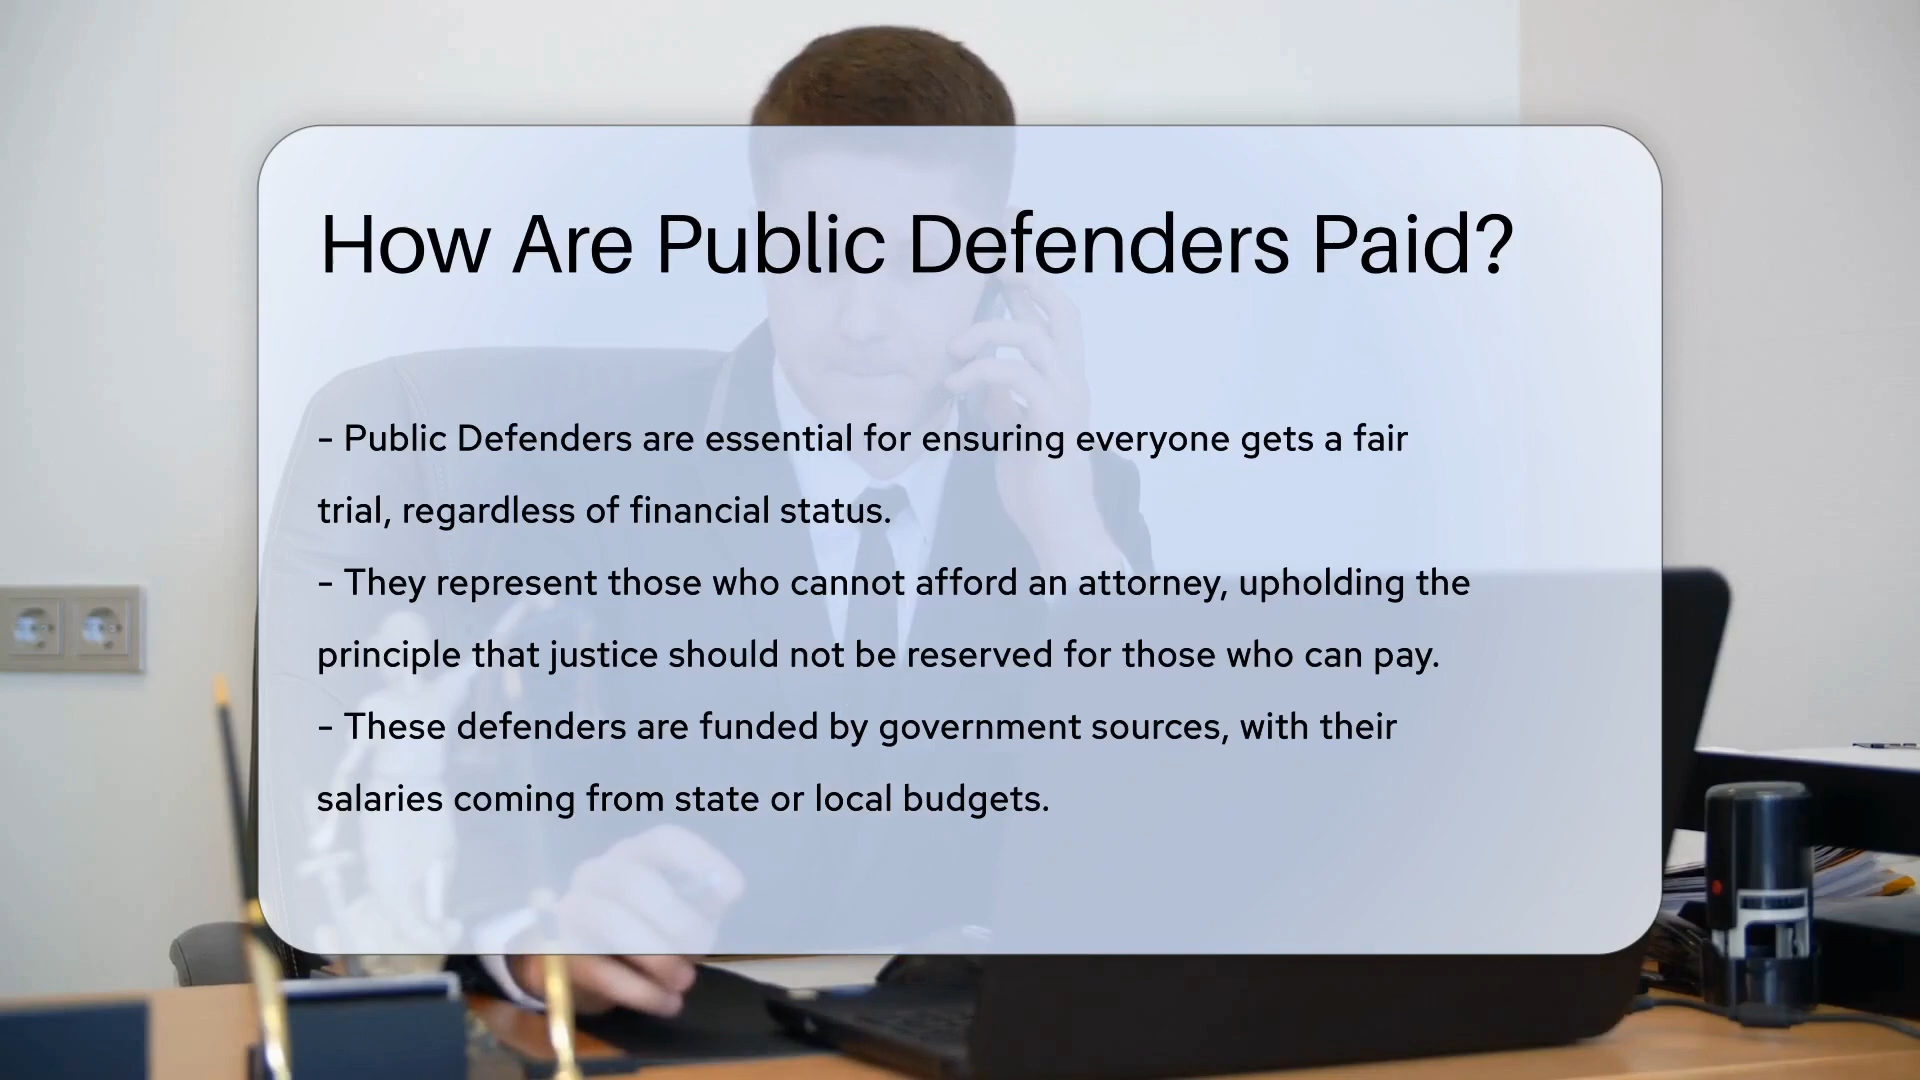 How Are Public Defenders Paid?
- Public Defenders are essential for ensuring everyone gets a fair
trial, regardless of financial status.
- They represent those who cannot afford an attorney, upholding the
principle that justice should not be reserved for those who can pay.
- These defenders are funded by government sources, with their
salaries coming from state or local budgets.